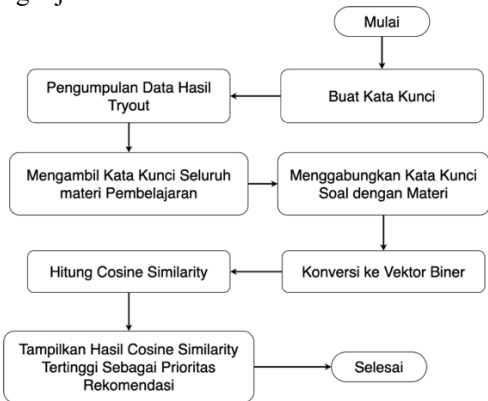 Mulai
Buat Kata Kunci
Pengumpulan Data Hasil
Tryout
Mengambil Kata Kunci Seluruh
materi Pembelajaran
Menggabungkan Kata Kunci
Soal dengan Materi
Konversi ke Vektor Biner
Hitung Cosine Similarity
Tampilkan Hasil Cosine Similarity
Tertinggi Sebagai Prioritas
Rekomendasi
Selesai